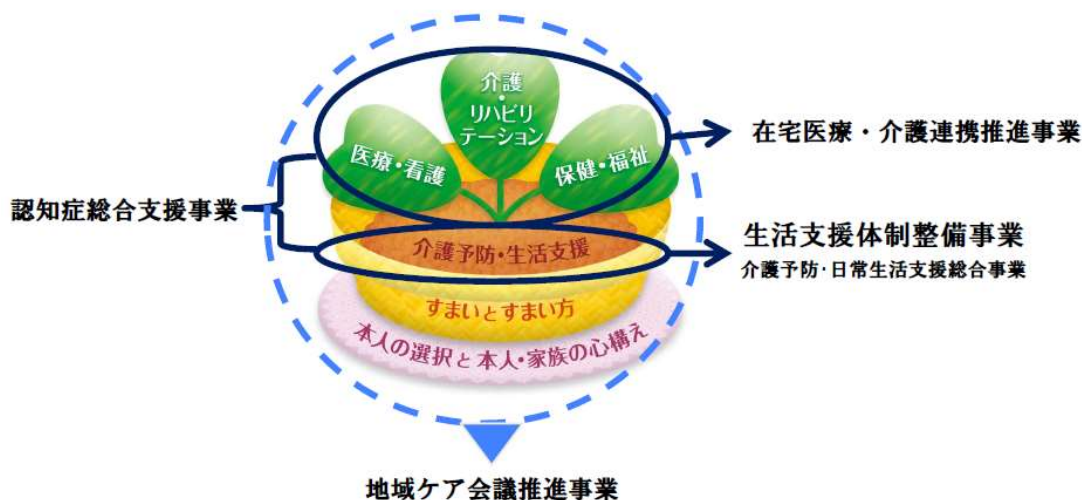 介護
・
リハビリ
テーション
医療・看護
保健・福祉
在宅医療・介護連携推進事業
認知症総合支援事業
介護予防・生活支援
生活支援体制整備事業
介護予防・日常生活支援総合事業
すまいとすまい方
本人の選択と本人・家族の心構え
地域ケア会議推進事業